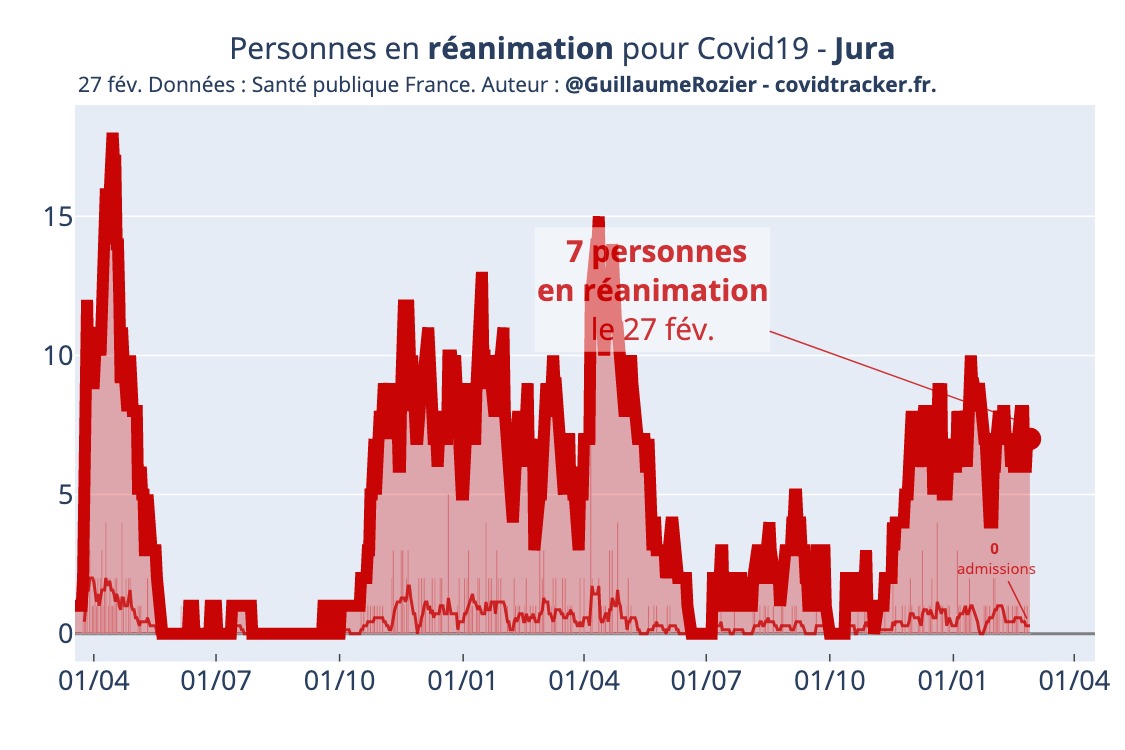 Personnes en réanimation pour Covid19 - Jura
27 fév. Données : Santé publique France. Auteur : @GuillaumeRozier - covidtracker.fr.
15
10
5
0
7 personnes
en réanimation
le 27 fév.
0
admissions
01/04
01/07
01/10
01/01
01/04
01/07
01/10
01/01
01/04